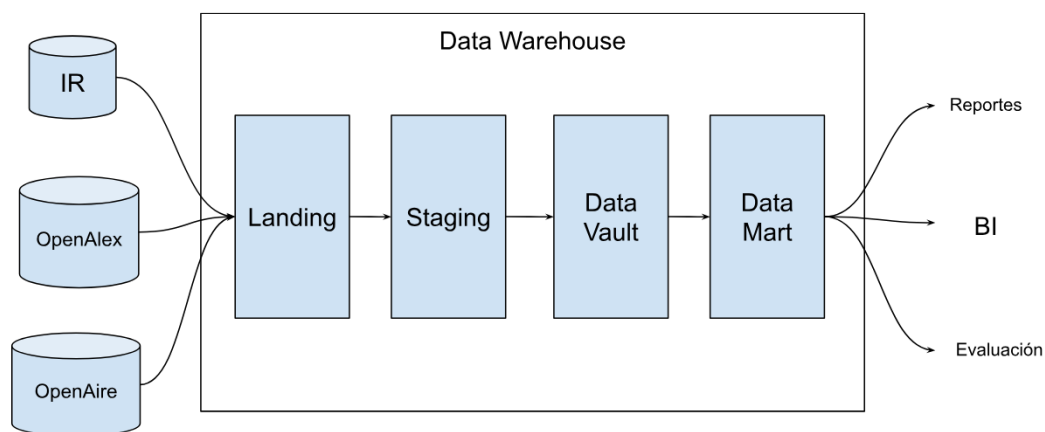 Data Warehouse
IR
OpenAlex
OpenAire
Landing
Staging
Data
Vault
Data
Mart
Reportes
BI
Evaluación